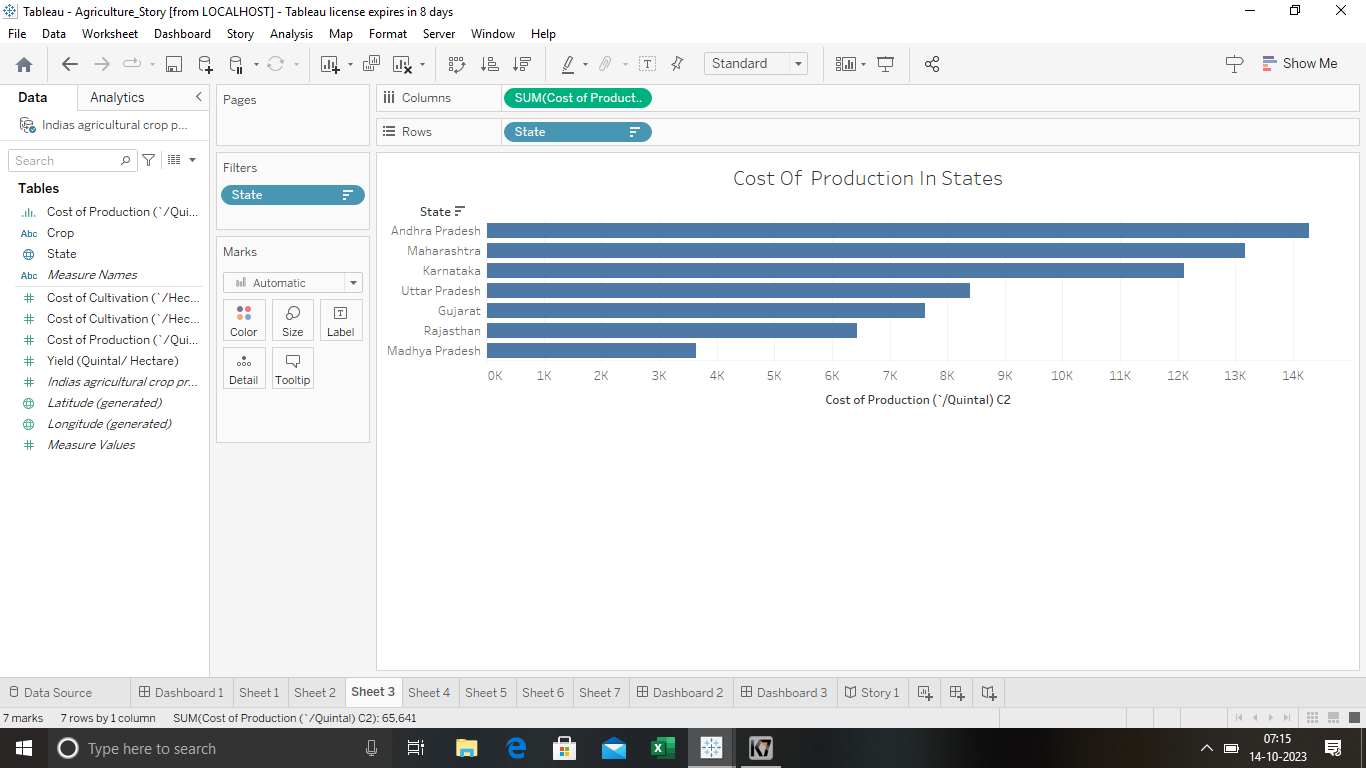 Tableau - Agriculture_Story [from LOCALHOST] - Tableau license expires in 8 days
File Data Worksheet Dashboard Story Analysis Map Format Server Window Help
Standard
Show Me
Data Analytics
Indias agricultural crop p...
Search
Tables
Cost of Production (`/Qui...
Abc Crop
State
Abc Measure Names
Cost of Cultivation (`/Hec...
Cost of Cultivation (`/Hec...
Cost of Production (`/Qui...
Yield (Quintal/ Hectare)
Indias agricultural crop pr...
Latitude (generated)
Longitude (generated)
Measure Values
Pages
Filters
State
Marks
Automatic
Color Size Label
Detail Tooltip
Columns SUM(Cost of Product..
Rows State
Cost Of  Production In States
State
Andhra Pradesh
Maharashtra
Karnataka
Uttar Pradesh
Gujarat
Rajasthan
Madhya Pradesh
0K 1K 2K 3K 4K 5K 6K 7K 8K 9K 10K 11K 12K 13K 14K
Cost of Production (`/Quintal) C2
Data Source Dashboard 1 Sheet 1 Sheet 2 Sheet 3 Sheet 4 Sheet 5 Sheet 6 Sheet 7 Dashboard 2 Dashboard 3 Story 1
7 marks 7 rows by 1 column SUM(Cost of Production (`/Quintal) C2): 65,641
Type here to search
K7
07:15
14-10-2023